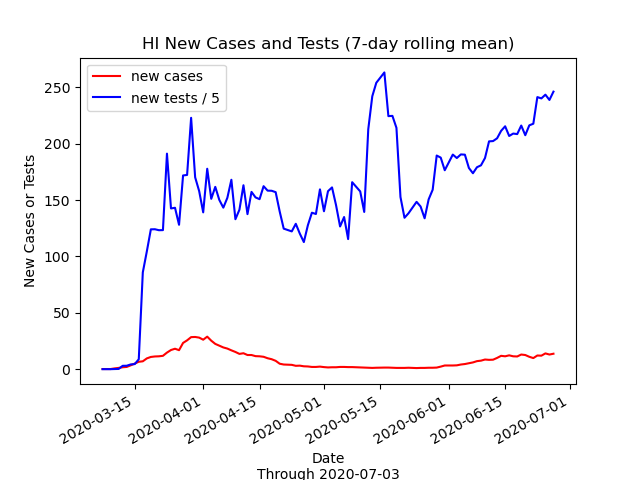 HI New Cases and Tests (7-day rolling mean)
new cases
new tests / 5
New Cases or Tests
250
200
150
100
50
0
2020-03-15
2020-04-01
2020-04-15
2020-05-01
2020-05-15
2020-06-01
2020-06-15
2020-07-01
Date
Through 2020-07-03